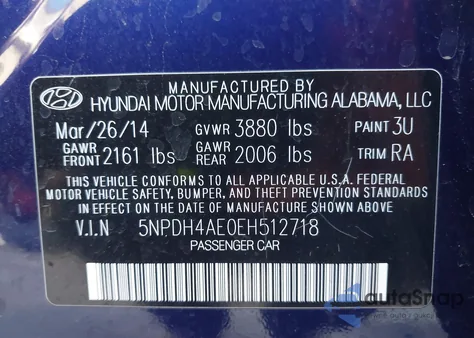 MANUFACTURED BY
HYUNDAI MOTOR MANUFACTURING ALABAMA, LLC
Mar/26/14 GVWR 3880 lbs PAINT 3U
GAWR FRONT 2161 lbs GAWR REAR 2006 lbs TRIM RA
THIS VEHICLE CONFORMS TO ALL APPLICABLE U.S.A. FEDERAL
MOTOR VEHICLE SAFETY, BUMPER, AND THEFT PREVENTION STANDARDS
IN EFFECT ON THE DATE OF MANUFACTURE SHOWN ABOVE.
V.I.N 5NPDH4AE0EH512718
PASSENGER CAR
autoSnap